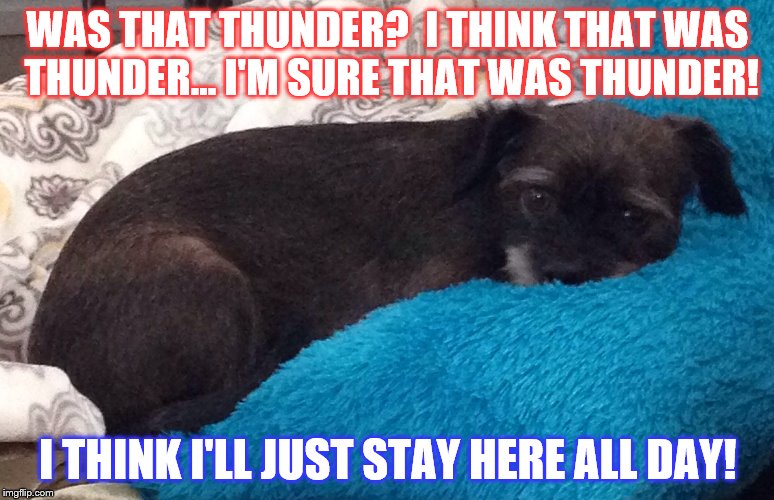 WAS THAT THUNDER? I THINK THAT WAS
THUNDER... I'M SURE THAT WAS THUNDER!
I THINK I'LL JUST STAY HERE ALL DAY!
imgflip.com